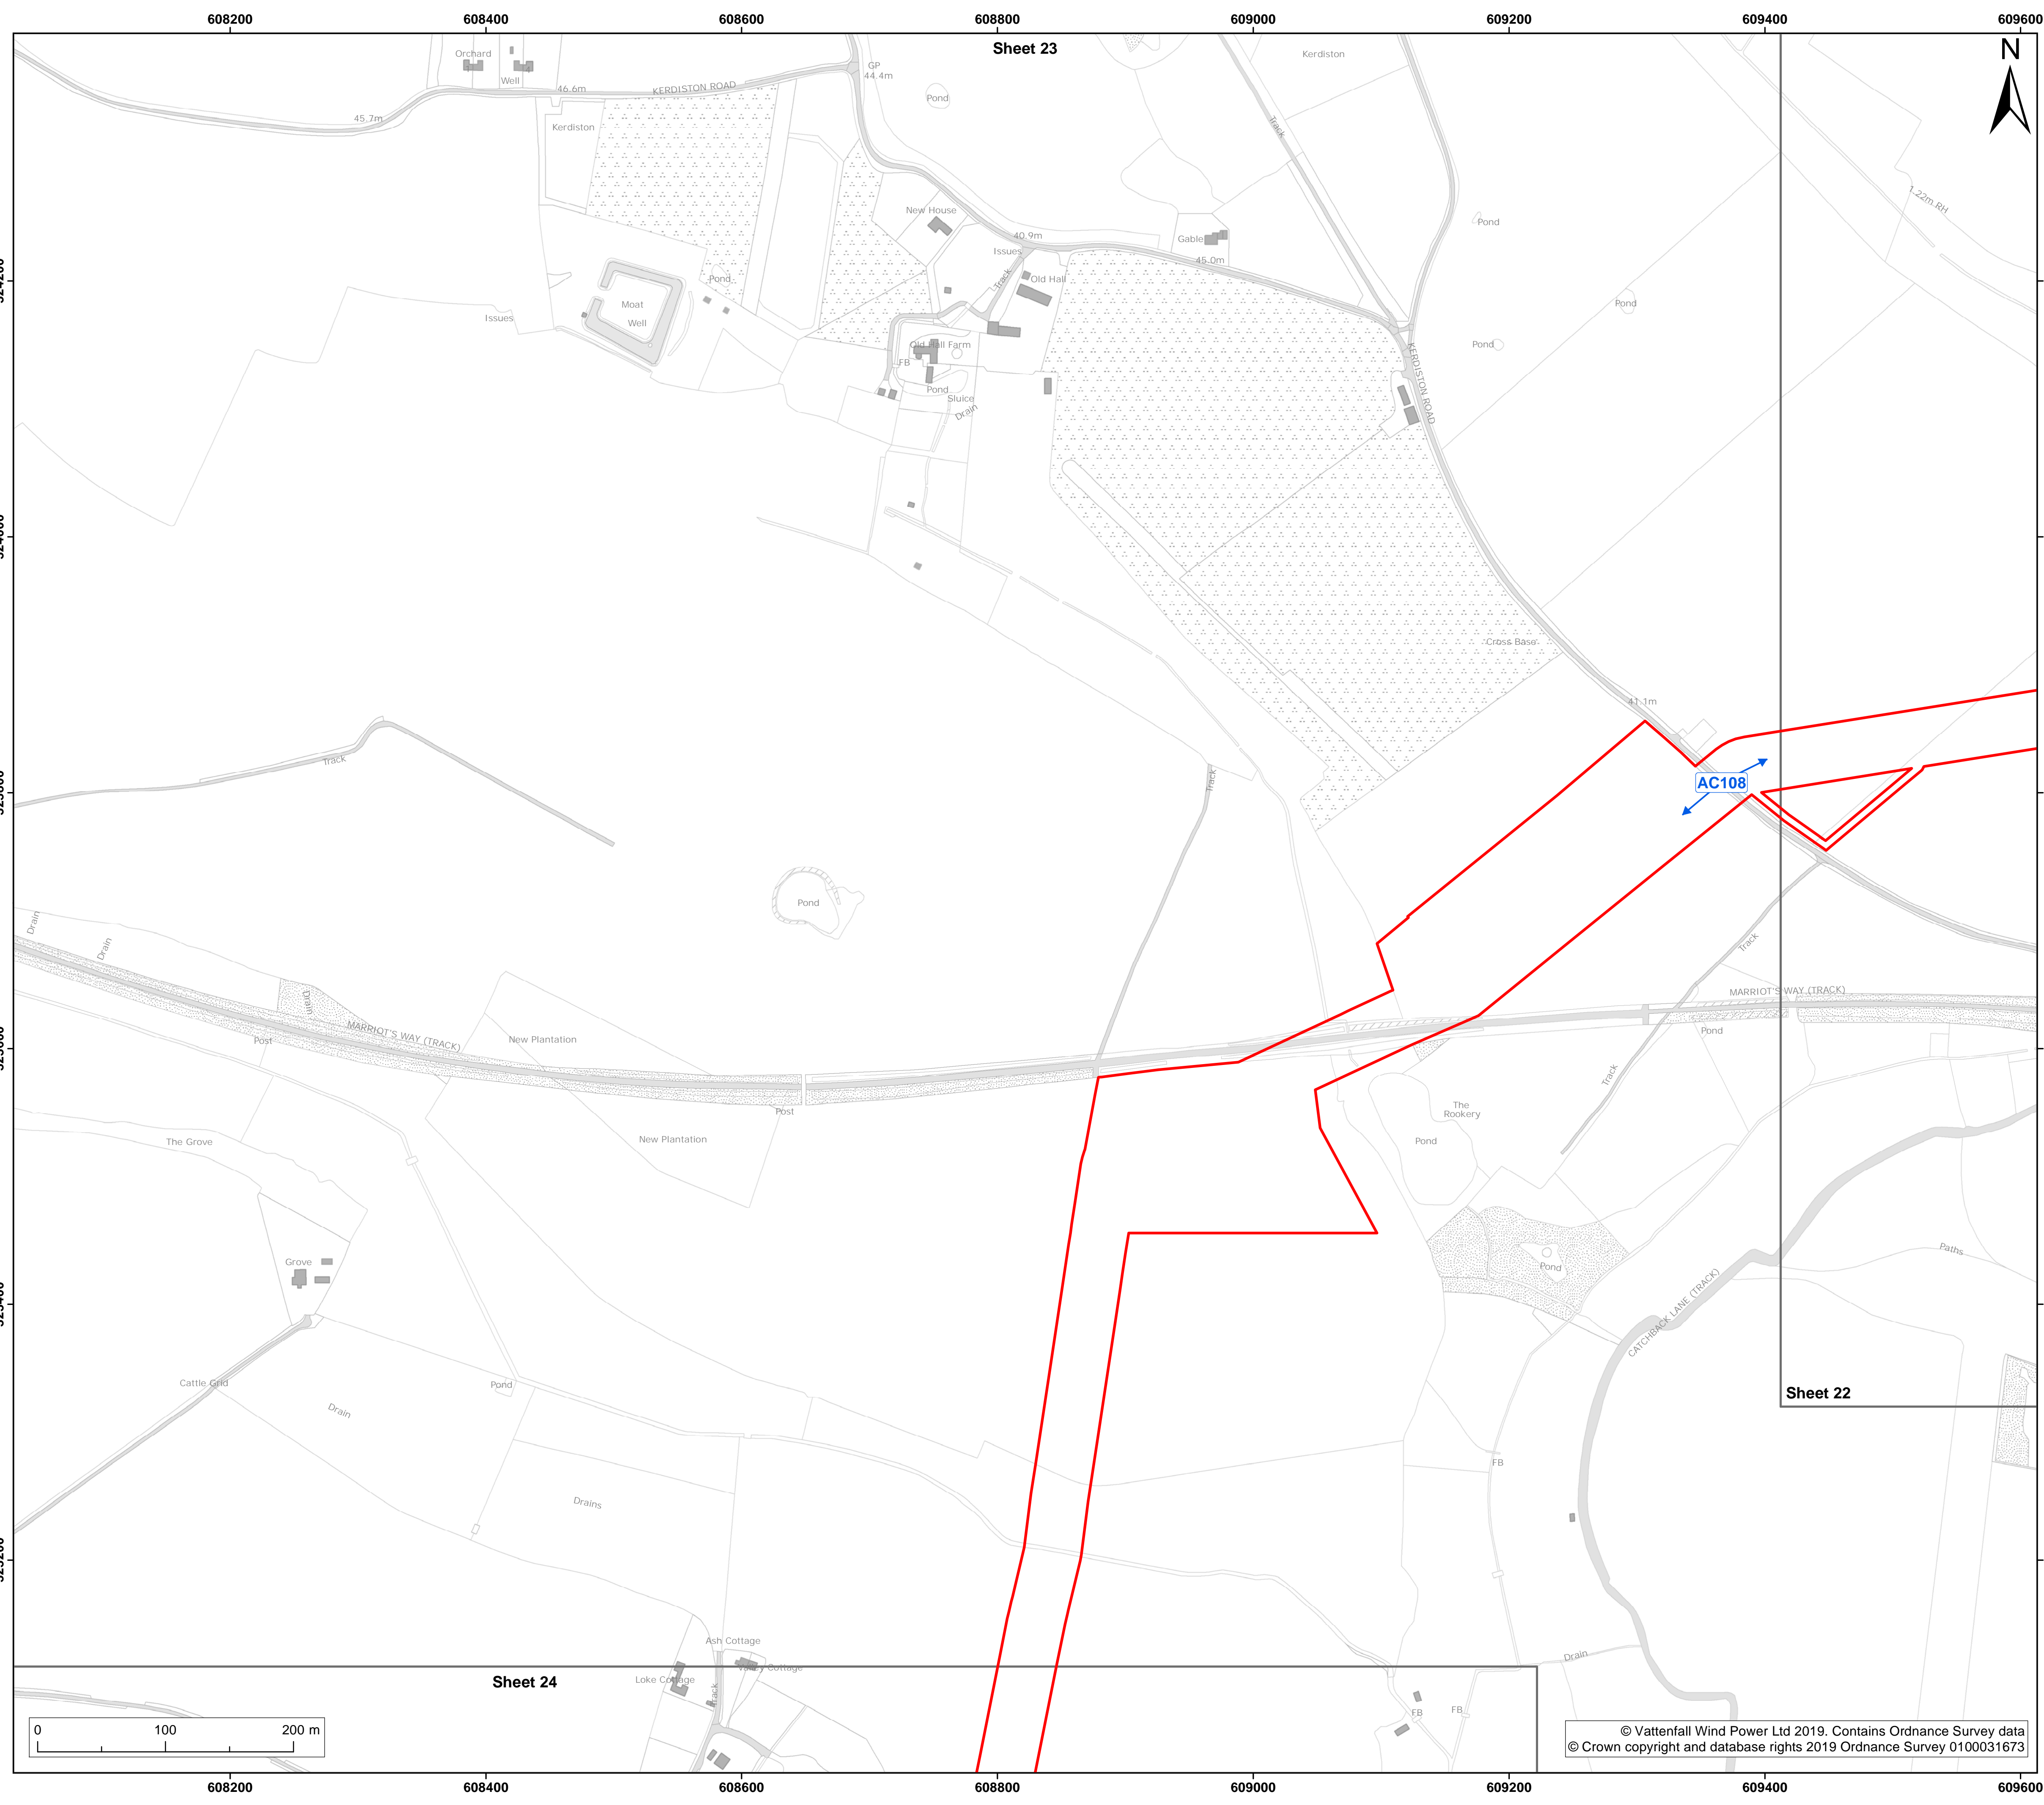 608200 608400 608600 608800 609000 609200 609400 609600
Sheet 23
N
Orchard
Well
GP
44.4m
Kerdiston
46.6m
KERDISTON ROAD
Pond
45.7m
Kerdiston
Track
1.22m RH
New House
Pond
40.9m
Gable
Issues
45.0m
Track
Old Hall
Pond
Moat
Pond
Issues
Well
Old Hall Farm
Pond
FB
KERDISTON ROAD
Pond
Sluice
Drain
Cross Base
41.1m
Track
Track
AC108
Pond
Drain
Drain
Track
MARRIOT'S WAY (TRACK)
Drain
MARRIOT'S WAY (TRACK)
Pond
Post
New Plantation
Track
Post
The
Rookery
The Grove
New Plantation
Pond
Paths
Grove
Pond
CATCHBACK LANE (TRACK)
Cattle Grid
Pond
Sheet 22
Drain
FB
Drains
Ash Cottage
Drain
Valley Cottage
Loke Cottage
Sheet 24
Track
FB
FB
0 100 200 m
© Vattenfall Wind Power Ltd 2019. Contains Ordnance Survey data
© Crown copyright and database rights 2019 Ordnance Survey 0100031673
608200 608400 608600 608800 609000 609200 609400 609600